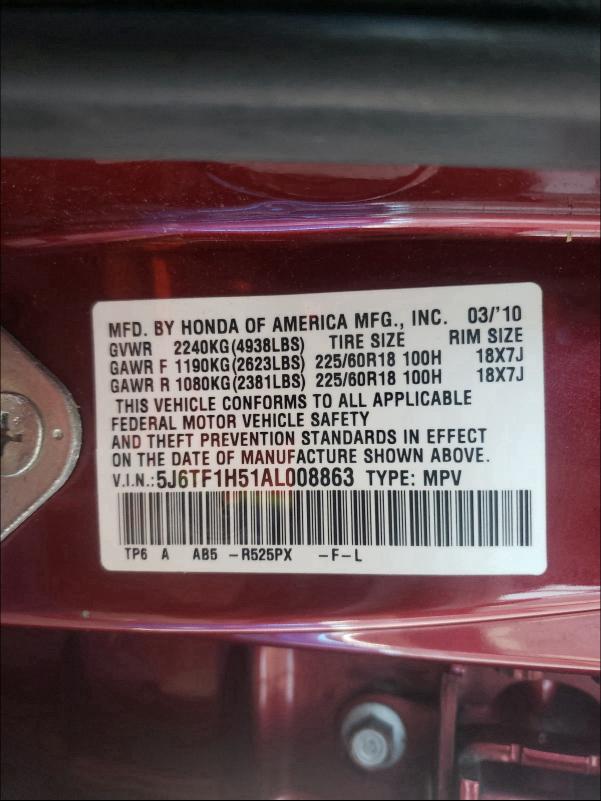 MFD. BY HONDA OF AMERICA MFG., INC. 03/'10
GVWR 2240KG(4938LBS) TIRE SIZE RIM SIZE
GAWR F 1190KG(2623LBS) 225/60R18 100H 18X7J
GAWR R 1080KG(2381LBS) 225/60R18 100H 18X7J
THIS VEHICLE CONFORMS TO ALL APPLICABLE
FEDERAL MOTOR VEHICLE SAFETY
AND THEFT PREVENTION STANDARDS IN EFFECT
ON THE DATE OF MANUFACTURE SHOWN ABOVE.
V.I.N.:5J6TF1H51AL008863 TYPE: MPV
TP6 A AB5 -R525PX -F-L